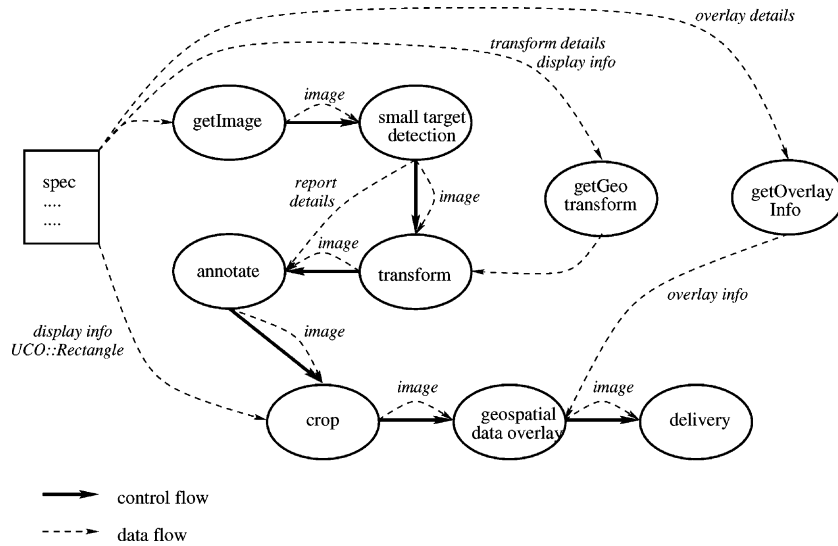 overlay details
transform details
display info
image
getImage
small target
detection
spec
....
....
report
details
image
getGeo
transform
getOverlay
Info
image
annotate
transform
overlay info
display info
UCO::Rectangle
image
image
image
crop
geospatial
data overlay
delivery
control flow
data flow